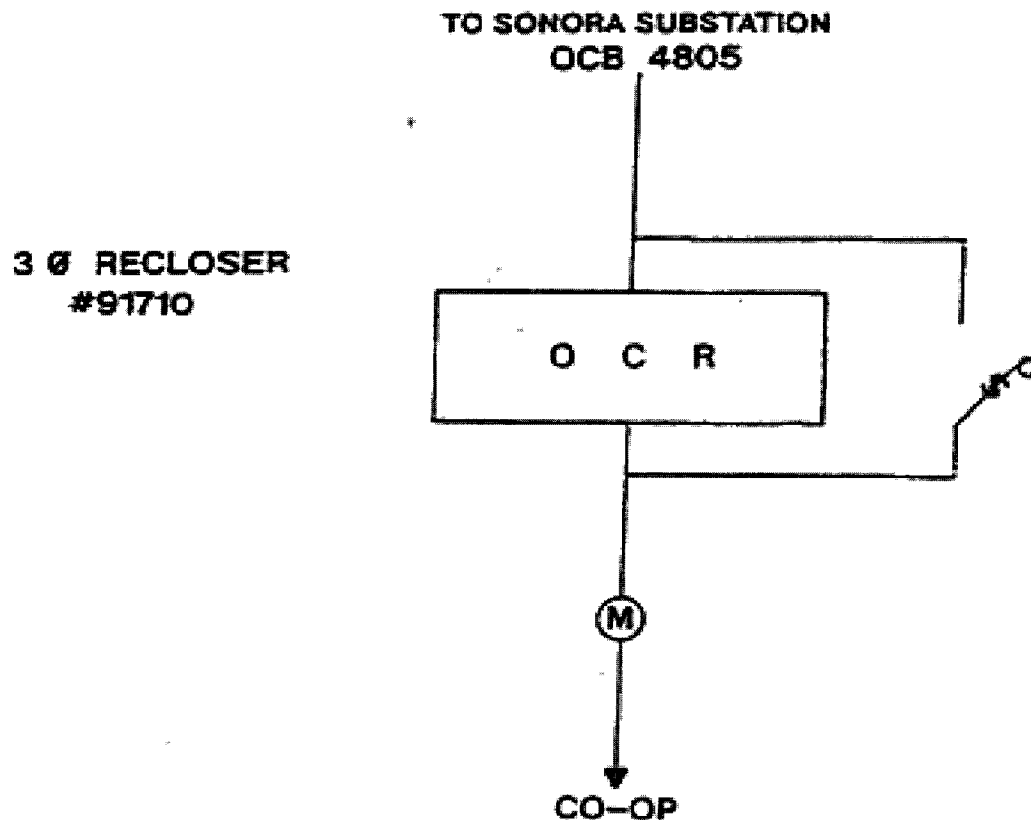 TO SONORA SUBSTATION
OCB 4805
3 Ø RECLOSER
#91710
O C R
M
CO-OP